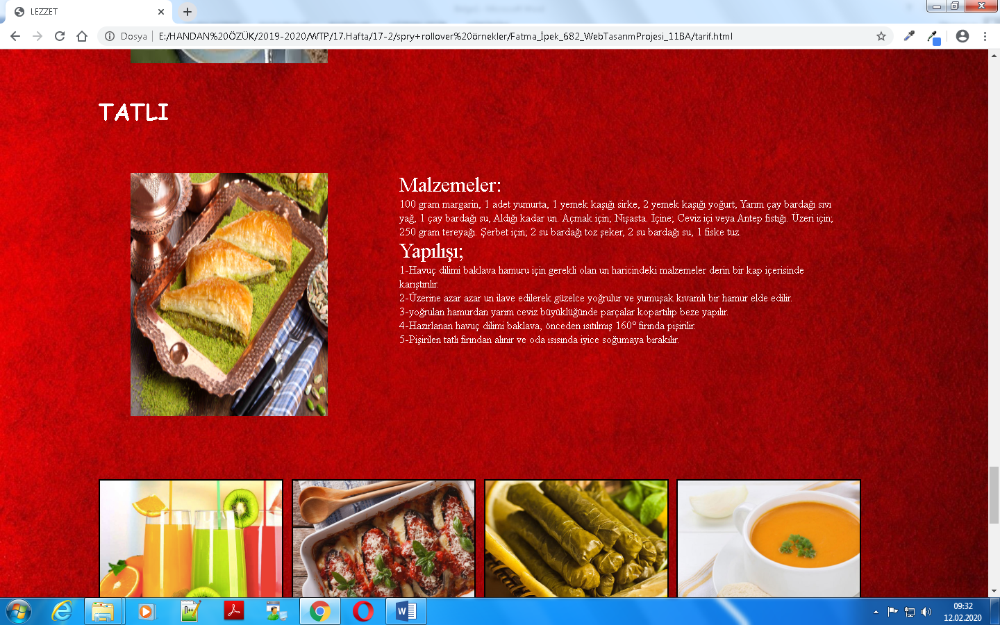 LEZZET
Dosya
E:/HANDAN%20ÖZÜK/2019-2020/WTP/17.Hafta/17-2/spry+rollover%20örnekler/Fatma_İpek_682_WebTasarımProjesi_11BA/tarif.html
TATLI
Malzemeler:
100 gram margarin, 1 adet yumurta, 1 yemek kaşığı sirke, 2 yemek kaşığı yoğurt, Yarım çay bardağı sıvı
yağ, 1 çay bardağı su, Aldığı kadar un. Açmak için; Nişasta. İçine; Ceviz içi veya Antep fıstığı. Üzeri için;
250 gram tereyağı. Şerbet için; 2 su bardağı toz şeker, 2 su bardağı su, 1 fiske tuz.
Yapılışı;
1-Havuç dilimi baklava hamuru için gerekli olan un haricindeki malzemeler derin bir kap içerisinde
karıştırılır.
2-Üzerine azar azar un ilave edilerek güzelce yoğrulur ve yumuşak kıvamlı bir hamur elde edilir.
3-yoğrulan hamurdan yarım ceviz büyüklüğünde parçalar kopartılıp beze yapılır.
4-Hazırlanan havuç dilimi baklava, önceden ısıtılmış 160° fırında pişirilir.
5-Pişirilen tatlı fırından alınır ve oda ısısında iyice soğumaya bırakılır.
09:32
12.02.2020